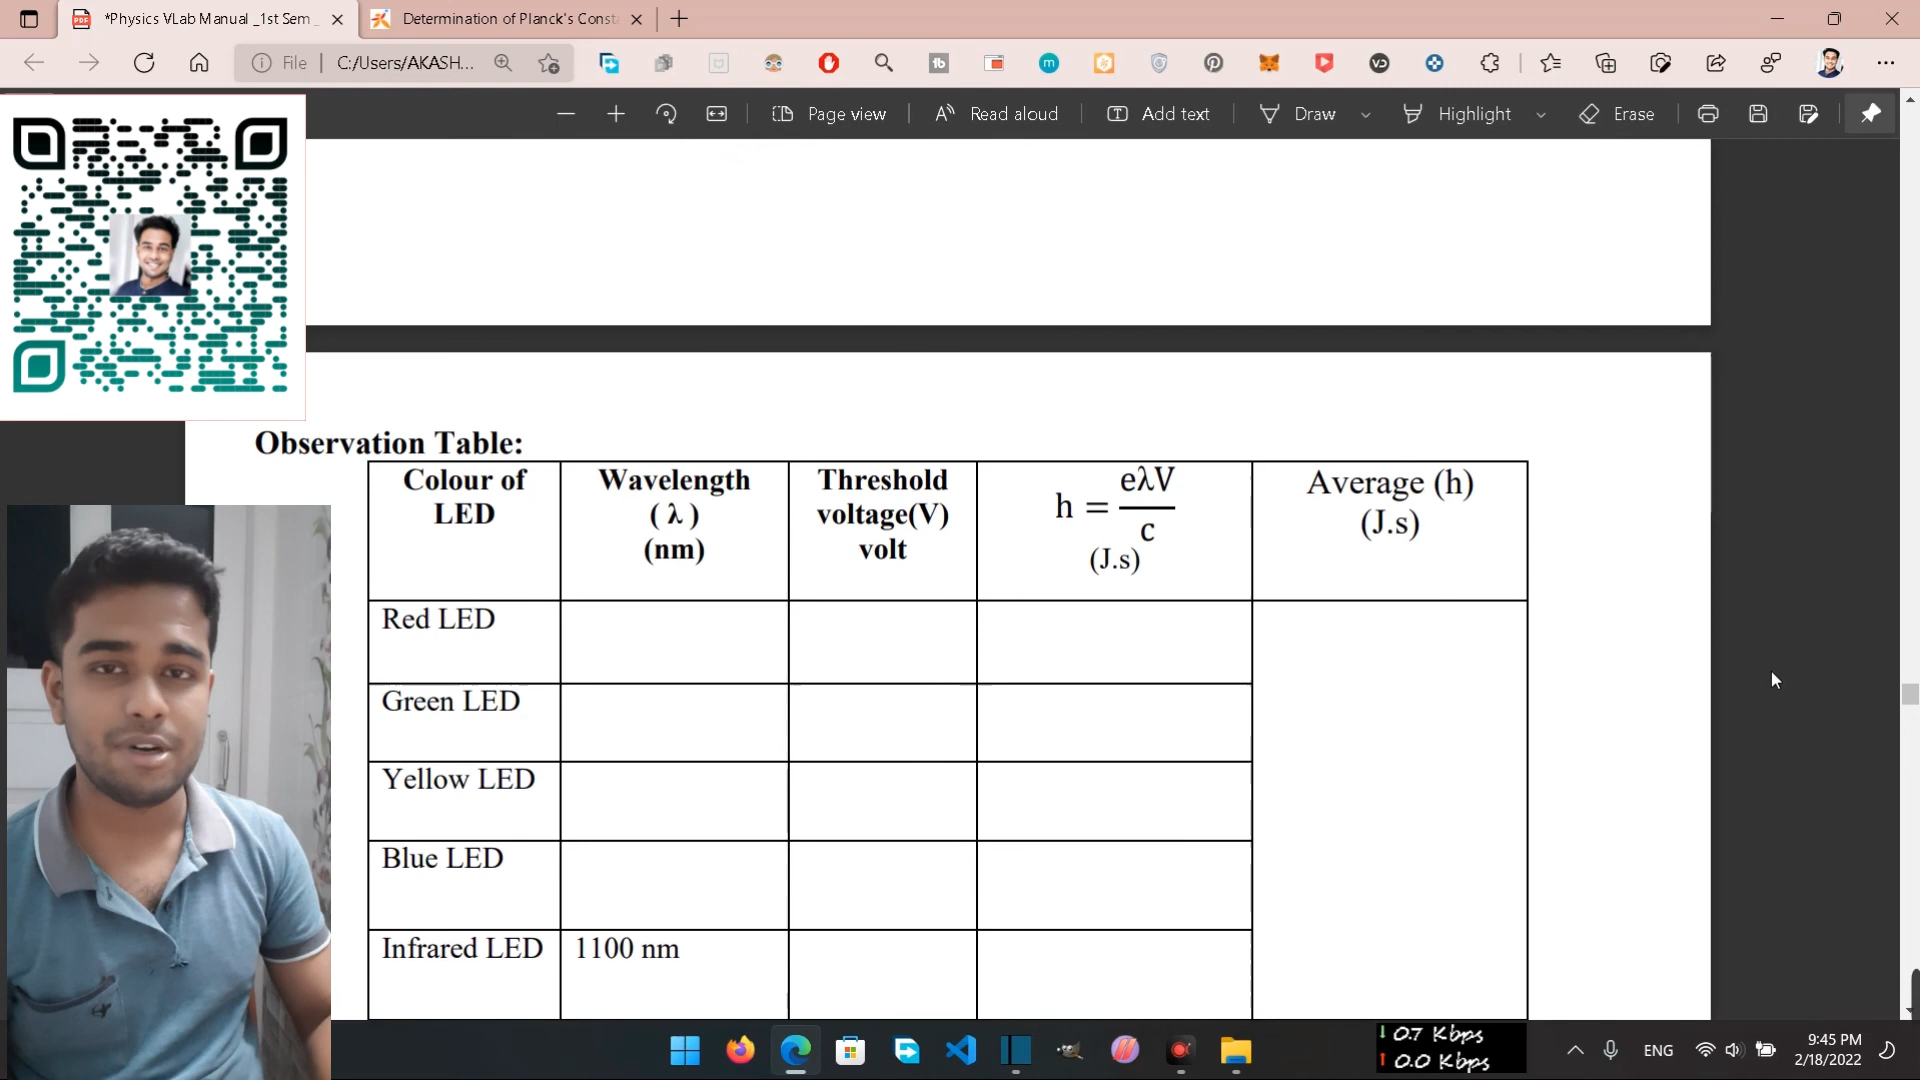 *Physics VLab Manual _1st Sem _
Determination of Planck's Consta
File
C:/Users/AKASH...
Page view
Read aloud
Add text
Draw
Highlight
Erase
Observation Table:
Colour of LED
Wavelength ( λ ) (nm)
Threshold voltage(V) volt
h = eλV / c (J.s)
Average (h) (J.s)
Red LED
Green LED
Yellow LED
Blue LED
Infrared LED 1100 nm
↓ 0.7 Kbps
↑ 0.0 Kbps
ENG
9:45 PM
2/18/2022